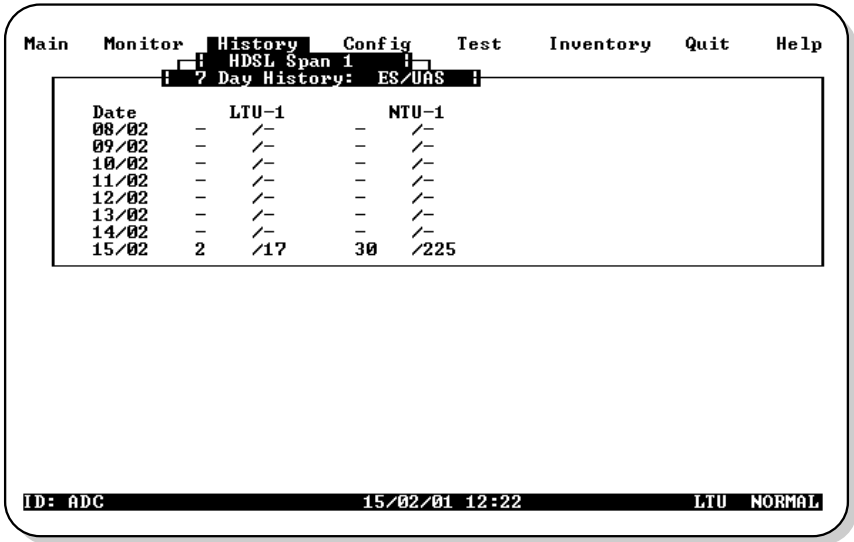 Main Monitor History Config Test Inventory Quit Help
HDSL Span 1
7 Day History: ES/UAS
Date LTU-1 NTU-1
08/02 - /- - /-
09/02 - /- - /-
10/02 - /- - /-
11/02 - /- - /-
12/02 - /- - /-
13/02 - /- - /-
14/02 - /- - /-
15/02 2 /17 30 /225
ID: ADC 15/02/01 12:22 LTU NORMAL